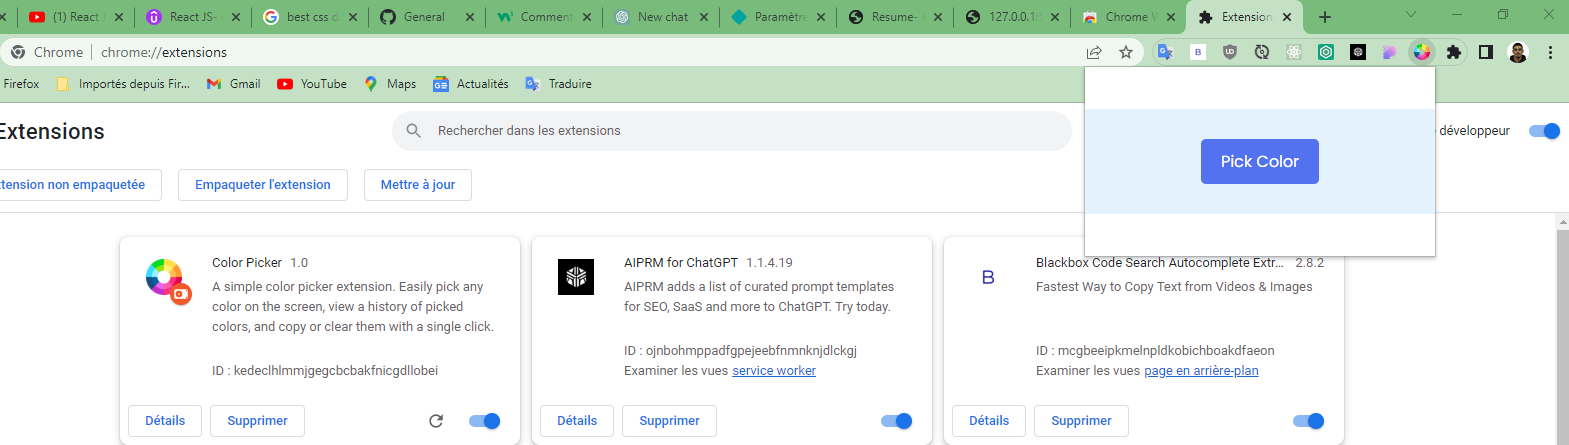 (1) React J
React JS-
best css d
General
Comment
New chat
Paramètre
Resume-
127.0.0.1:5
Chrome W
Extension
Chrome | chrome://extensions
Firefox
Importés depuis Fir...
Gmail
YouTube
Maps
Actualités
Traduire
Extensions
Rechercher dans les extensions
développeur
Pick Color
tension non empaquetée
Empaqueter l'extension
Mettre à jour
Color Picker 1.0
A simple color picker extension. Easily pick any
color on the screen, view a history of picked
colors, and copy or clear them with a single click.
ID : kedeclhlmmjgegcbcbakfnicgdllobei
Détails
Supprimer
AIPRM for ChatGPT 1.1.4.19
AIPRM adds a list of curated prompt templates
for SEO, SaaS and more to ChatGPT. Try today.
ID : ojnbohmppadfgpejeebfnmnknjdlckgj
Examiner les vues service worker
Détails
Supprimer
Blackbox Code Search Autocomplete Extr... 2.8.2
Fastest Way to Copy Text from Videos & Images
ID : mcgbeeipkmelnpldkobichboakdfaeon
Examiner les vues page en arrière-plan
Détails
Supprimer